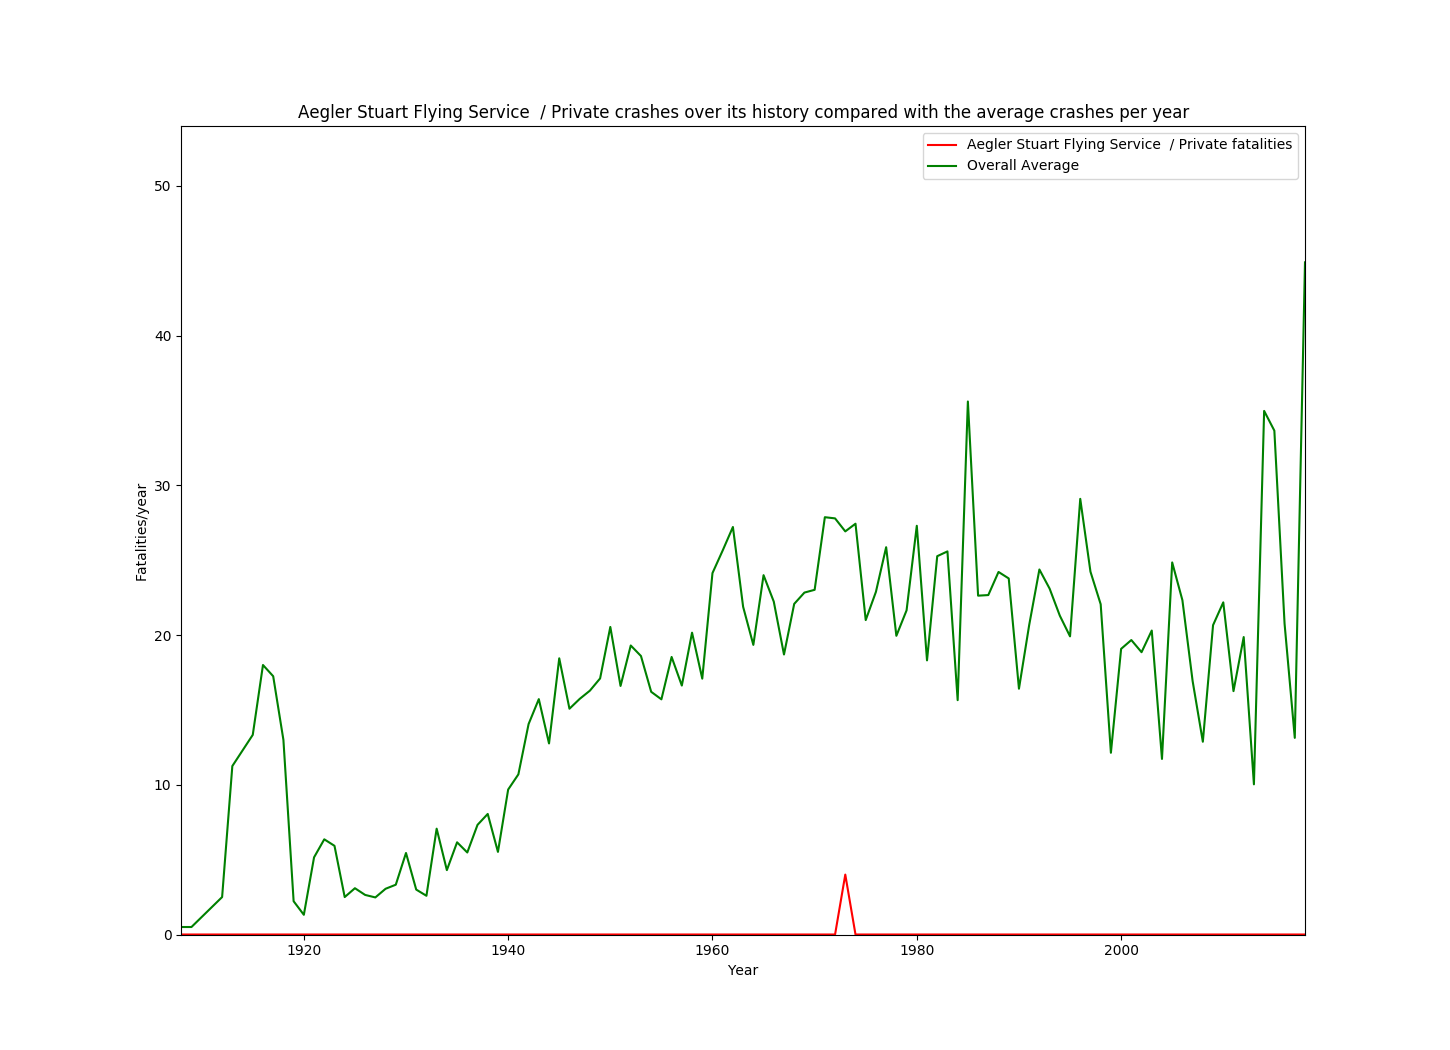 Aegler Stuart Flying Service  / Private crashes over its history compared with the average crashes per year
Aegler Stuart Flying Service  / Private fatalities
Overall Average
50
40
30
20
10
0
Fatalities/year
1920 1940 1960 1980 2000
Year